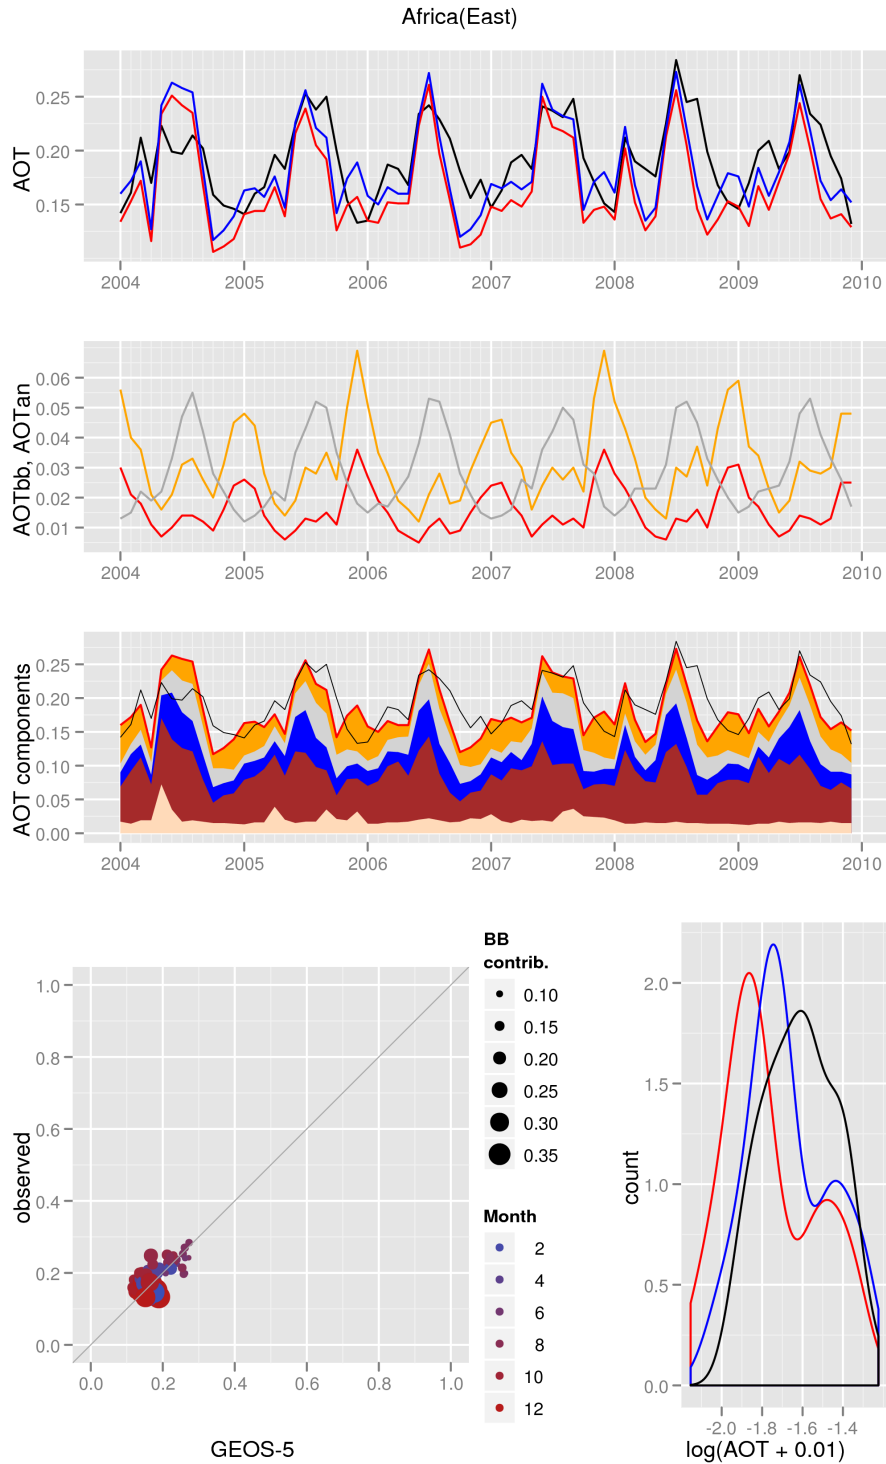 Africa(East)
AOT
0.25
0.20
0.15
2004 2005 2006 2007 2008 2009 2010
AOTbb, AOTan
0.06
0.05
0.04
0.03
0.02
0.01
2004 2005 2006 2007 2008 2009 2010
AOT components
0.25
0.20
0.15
0.10
0.05
0.00
2004 2005 2006 2007 2008 2009 2010
observed
1.0
0.8
0.6
0.4
0.2
0.0
0.0 0.2 0.4 0.6 0.8 1.0
GEOS-5
BB
contrib.
0.10
0.15
0.20
0.25
0.30
0.35
Month
2
4
6
8
10
12
count
2.0
1.5
1.0
0.5
0.0
-2.0 -1.8 -1.6 -1.4
log(AOT + 0.01)